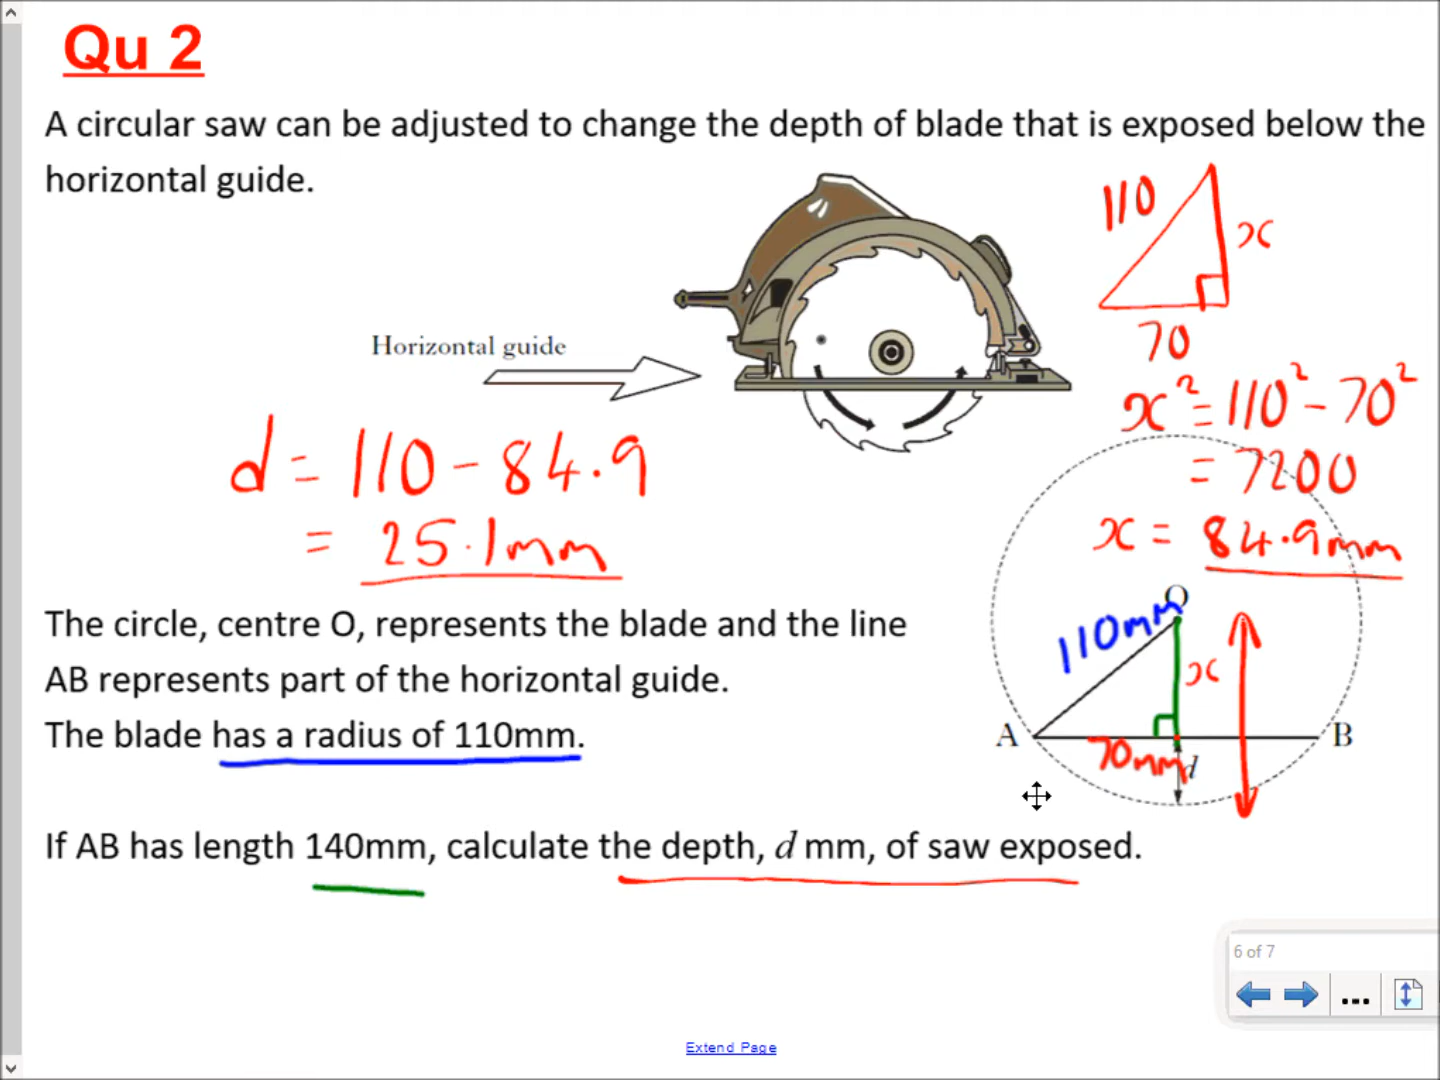 Qu 2
A circular saw can be adjusted to change the depth of blade that is exposed below the
horizontal guide.
110
x
70
Horizontal guide
x² = 110² - 70²
= 7200
x = 84.9mm
d = 110 - 84.9
= 25.1mm
The circle, centre O, represents the blade and the line
AB represents part of the horizontal guide.
The blade has a radius of 110mm.
O
110mm
x
A
B
70mm
d
If AB has length 140mm, calculate the depth, d mm, of saw exposed.
6 of 7
...
Extend Page